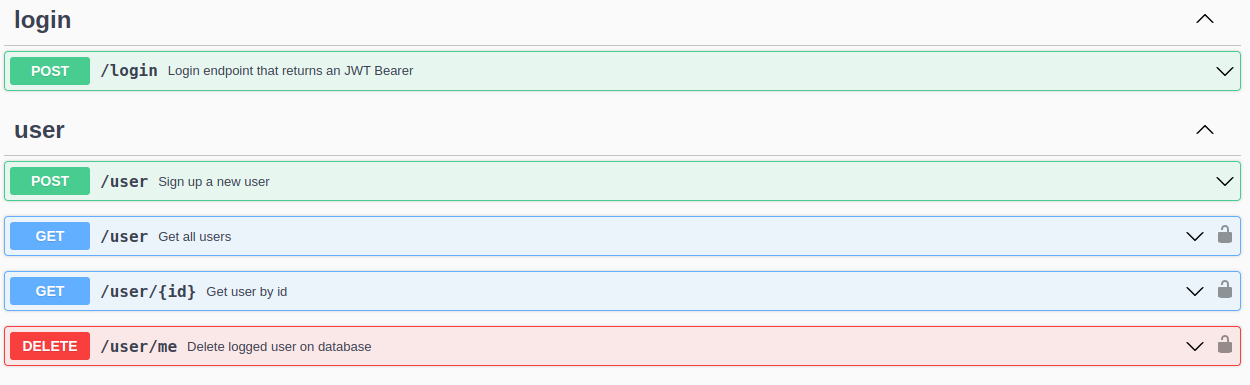 login
POST /login Login endpoint that returns an JWT Bearer
user
POST /user Sign up a new user
GET /user Get all users
GET /user/{id} Get user by id
DELETE /user/me Delete logged user on database